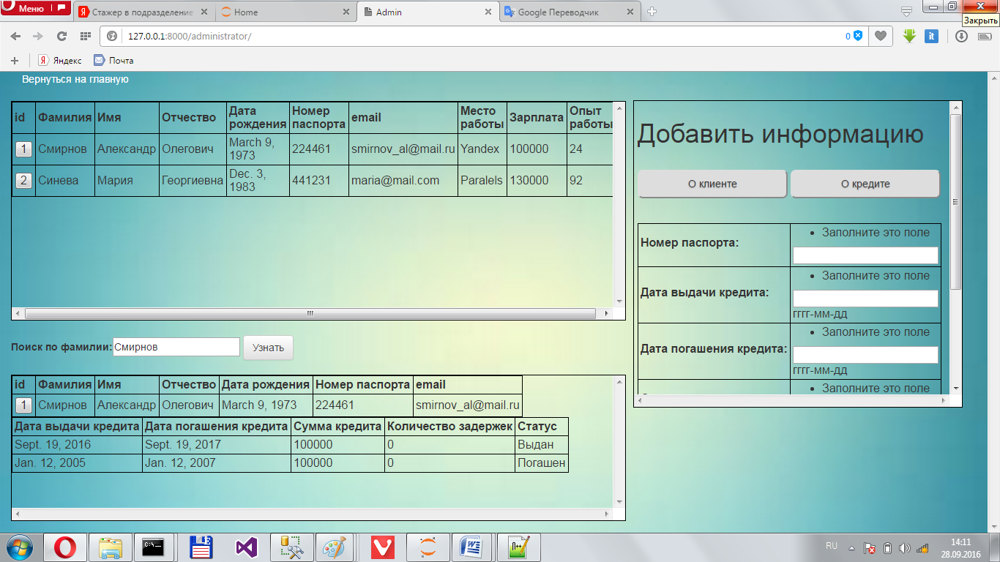 Меню
Стажер в подразделение
Home
Admin
Google Переводчик
Закрыть
127.0.0.1:8000/administrator/
0
it
Яндекс
Почта
Вернуться на главную
id Фамилия Имя Отчество Дата рождения Номер паспорта email Место работы Зарплата Опыт работы
1 Смирнов Александр Олегович March 9, 1973 224461 smirnov_al@mail.ru Yandex 100000 24
2 Синева Мария Георгиевна Dec. 3, 1983 441231 maria@mail.com Paralels 130000 92
Поиск по фамилии: Смирнов Узнать
id Фамилия Имя Отчество Дата рождения Номер паспорта email
1 Смирнов Александр Олегович March 9, 1973 224461 smirnov_al@mail.ru
Дата выдачи кредита Дата погашения кредита Сумма кредита Количество задержек Статус
Sept. 19, 2016 Sept. 19, 2017 100000 0 Выдан
Jan. 12, 2005 Jan. 12, 2007 100000 0 Погашен
Добавить информацию
О клиенте О кредите
Номер паспорта:
• Заполните это поле
Дата выдачи кредита:
• Заполните это поле
ГГГГ-ММ-ДД
Дата погашения кредита:
• Заполните это поле
ГГГГ-ММ-ДД
• Заполните это поле
RU
14:11
28.09.2016